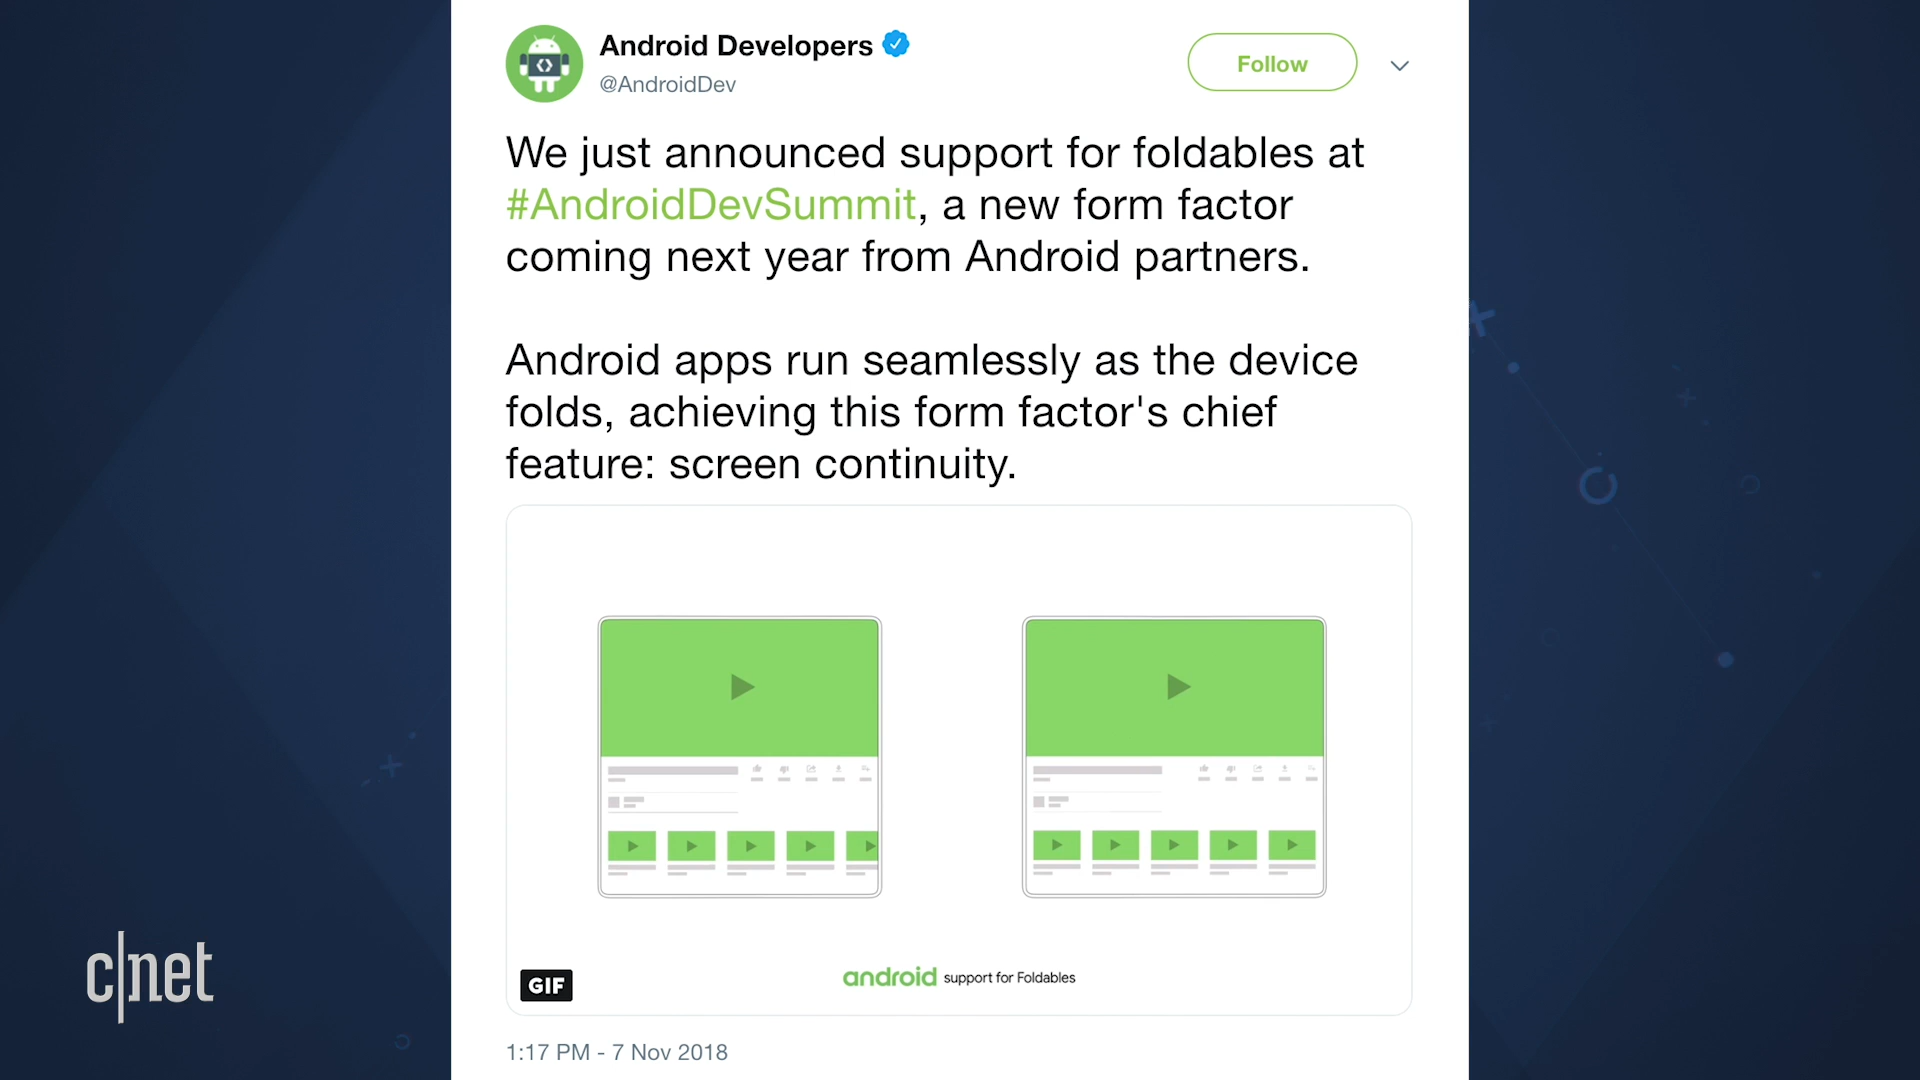 Android Developers
@AndroidDev
Follow
We just announced support for foldables at
#AndroidDevSummit, a new form factor
coming next year from Android partners.
Android apps run seamlessly as the device
folds, achieving this form factor's chief
feature: screen continuity.
GIF
android support for Foldables
1:17 PM - 7 Nov 2018
c|net